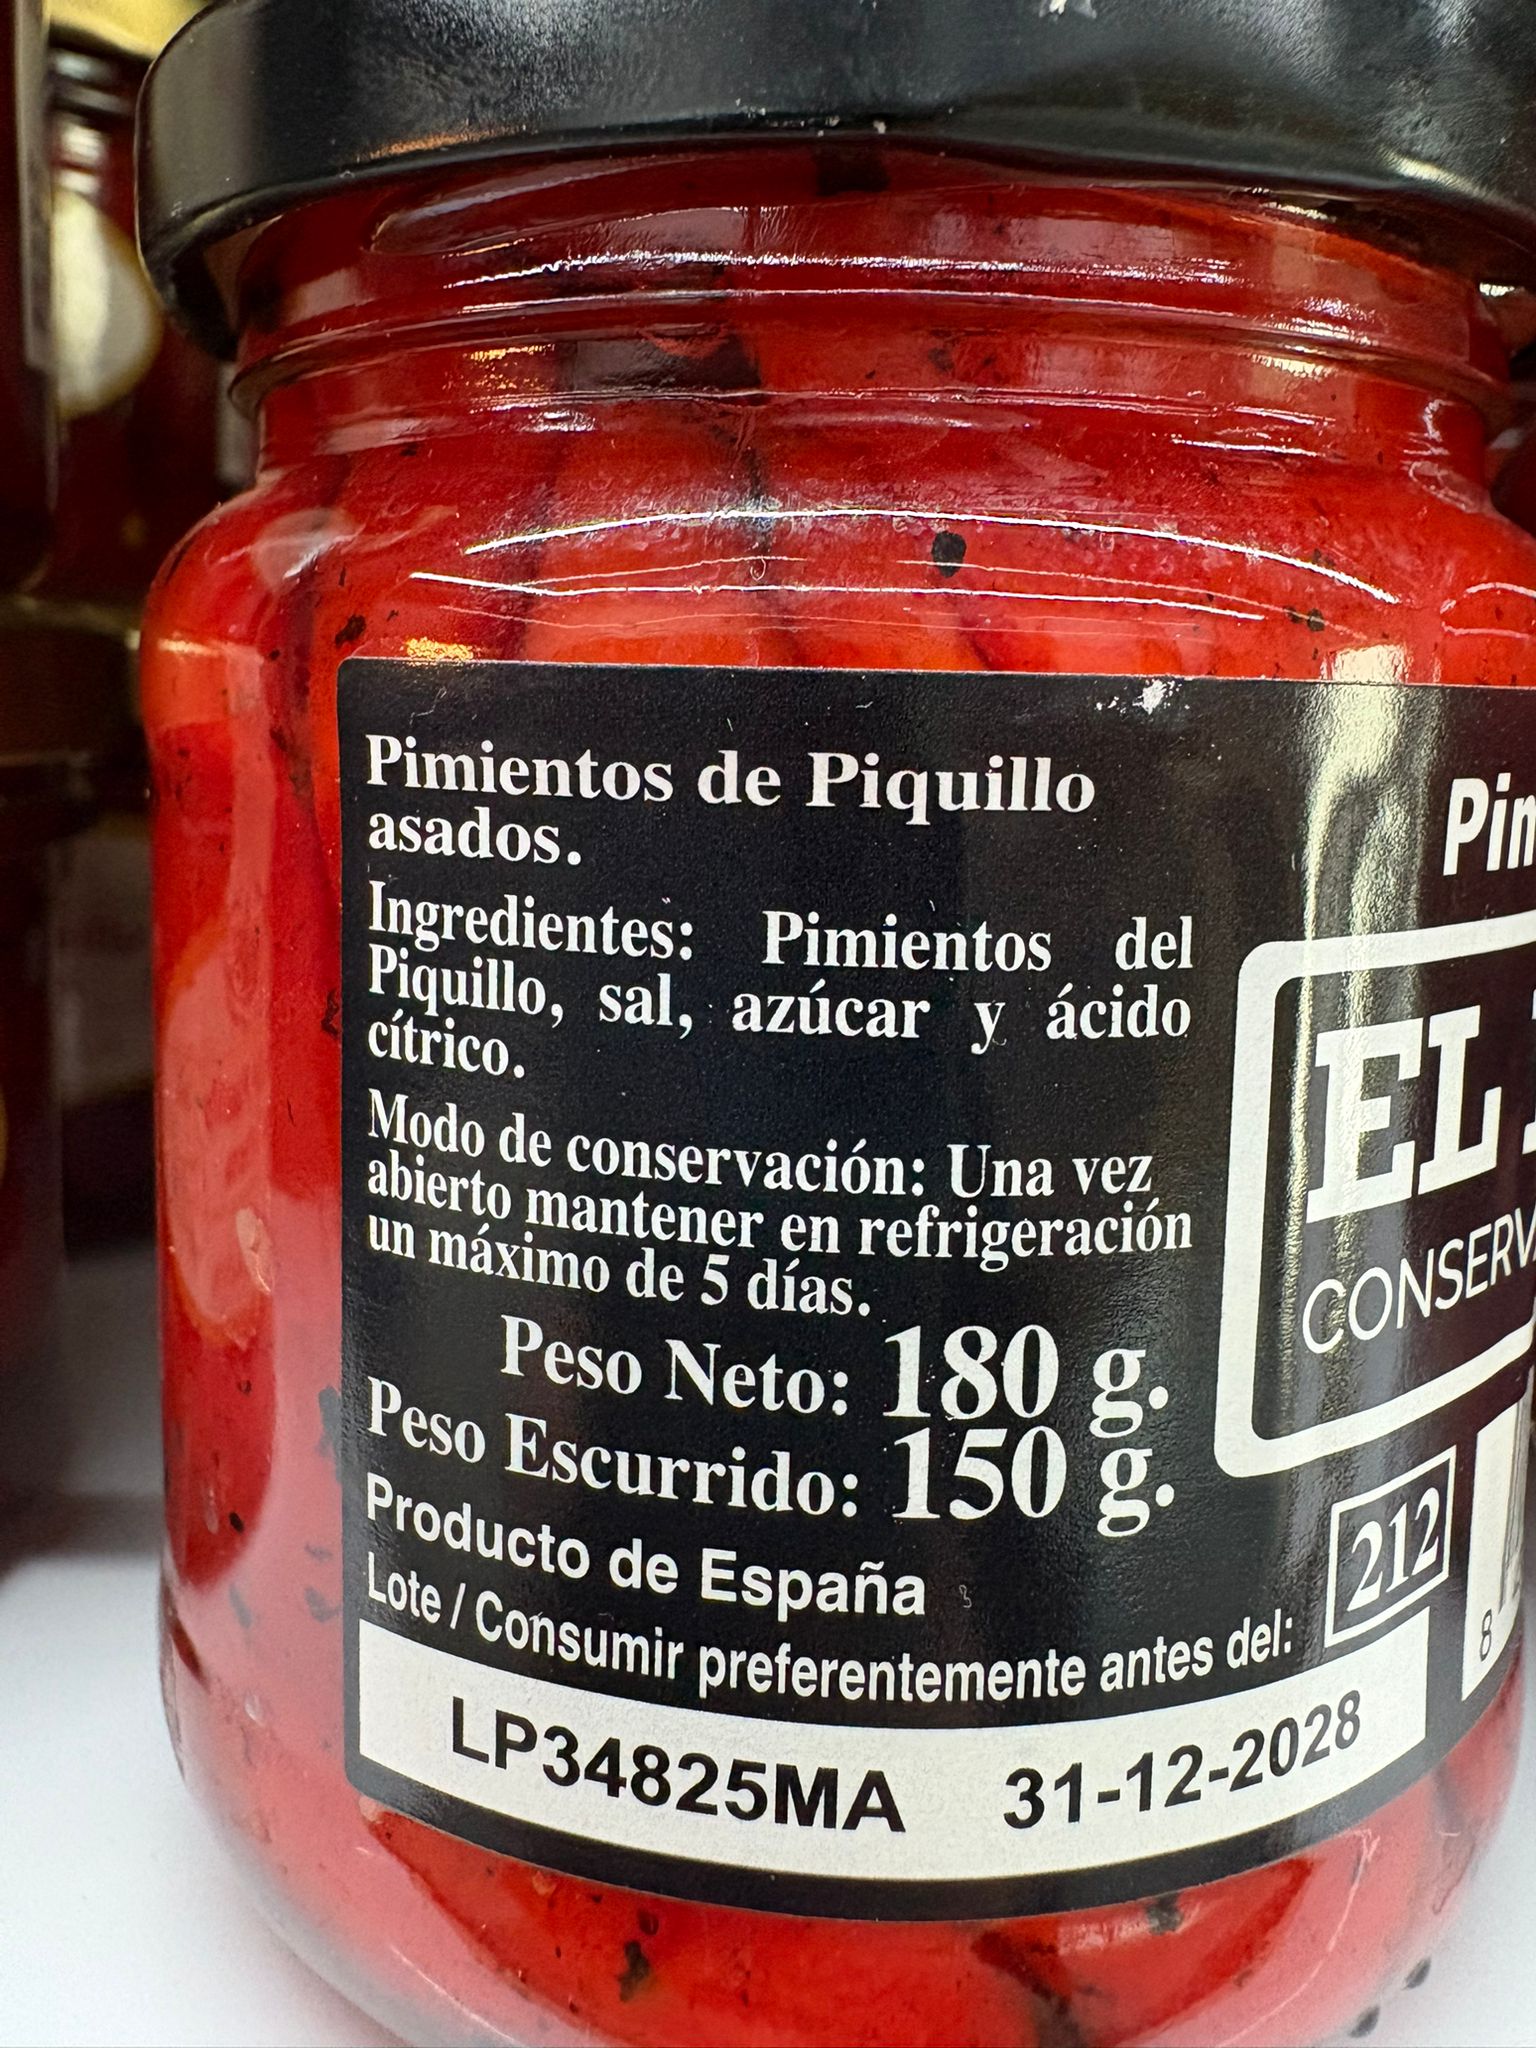 Pimientos de Piquillo
asados.
Ingredientes: Pimientos del
Piquillo, sal, azúcar y ácido
cítrico.
Modo de conservación: Una vez
abierto mantener en refrigeración
un máximo de 5 días.
Peso Neto: 180 g.
Peso Escurrido: 150 g.
Producto de España
Lote / Consumir preferentemente antes del:
LP34825MA 31-12-2028
EL
212
8